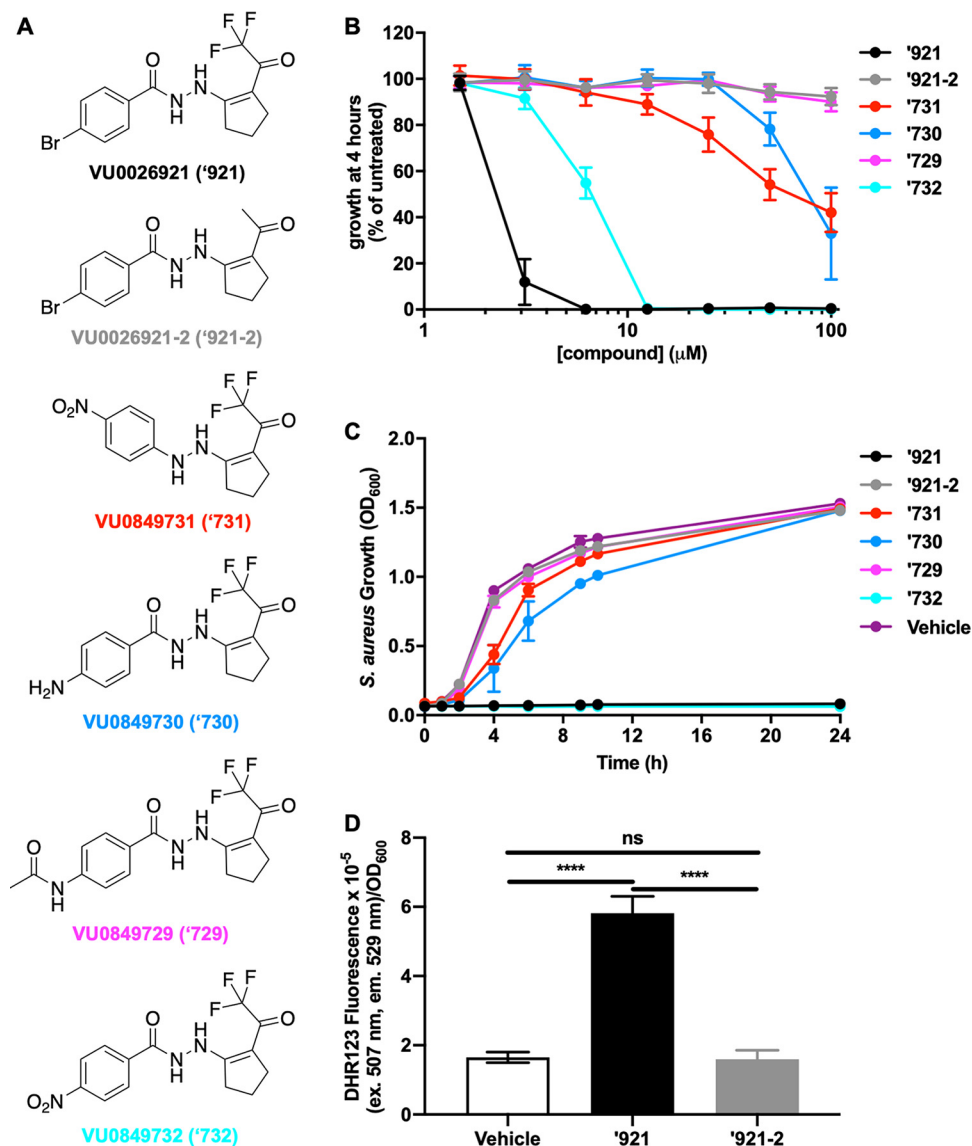 A
F
F
F
O
O
H
N
N
H
Br
VU0026921 (‘921)
O
O
H
N
N
H
Br
VU0026921-2 (‘921-2)
F
F
F
O
O₂N
H
N
N
H
VU0849731 (‘731)
F
F
F
O
O
H
N
N
H
H₂N
VU0849730 (‘730)
F
F
F
O
O
H
N
N
H
O
N
H
VU0849729 (‘729)
F
F
F
O
O
H
N
N
H
O₂N
VU0849732 (‘732)
B
growth at 4 hours
(% of untreated)
120
100
80
60
40
20
0
1
10
100
[compound] (μM)
'921
'921-2
'731
'730
'729
'732
C
S. aureus Growth (OD₆₀₀)
2.0
1.5
1.0
0.5
0.0
0
4
8
12
16
20
24
Time (h)
'921
'921-2
'731
'730
'729
'732
Vehicle
D
DHR123 Fluorescence x 10⁻⁵
(ex. 507 nm, em. 529 nm)/OD₆₀₀
8
6
4
2
0
ns
****
****
Vehicle
'921
'921-2